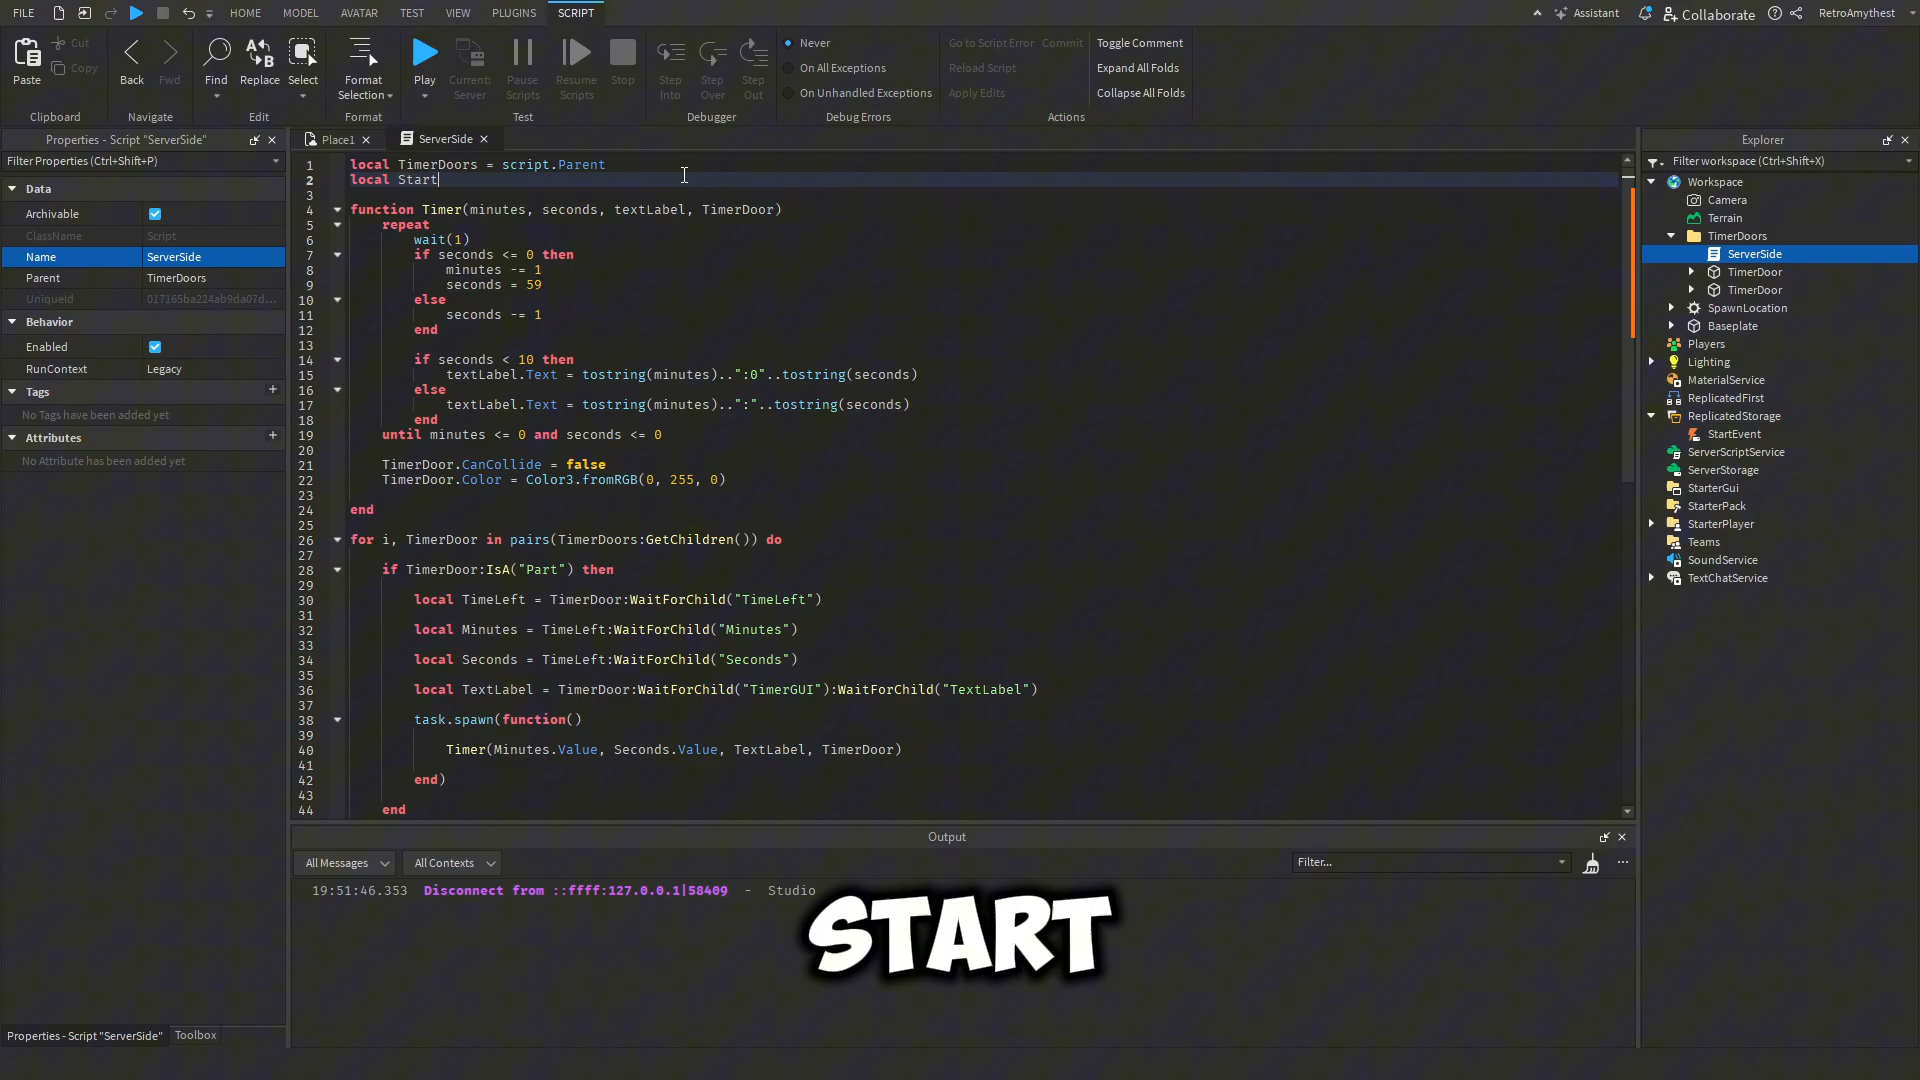 FILE HOME MODEL AVATAR TEST VIEW PLUGINS SCRIPT Assistant Collaborate RetroAmythest
Paste Cut Copy Back Fwd Find Replace Select Format Selection Play Current: Server Pause Scripts Resume Scripts Stop Step Into Step Over Step Out
Never
On All Exceptions
On Unhandled Exceptions
Go to Script Error Commit
Reload Script
Apply Edits
Toggle Comment
Expand All Folds
Collapse All Folds
Clipboard Navigate Edit Format Test Debugger Debug Errors Actions
Properties - Script "ServerSide"
Filter Properties (Ctrl+Shift+P)
Data
Archivable
ClassName Script
Name ServerSide
Parent TimerDoors
UniqueId 017165ba224ab9da07d...
Behavior
Enabled
RunContext Legacy
Tags
No Tags have been added yet
Attributes
No Attribute has been added yet
Properties - Script "ServerSide" Toolbox
Place1 ServerSide
1 local TimerDoors = script.Parent
2 local Start
3
4 function Timer(minutes, seconds, textLabel, TimerDoor)
5 repeat
6 wait(1)
7 if seconds <= 0 then
8 minutes -= 1
9 seconds = 59
10 else
11 seconds -= 1
12 end
13
14 if seconds < 10 then
15 textLabel.Text = tostring(minutes)..":0"..tostring(seconds)
16 else
17 textLabel.Text = tostring(minutes)..":"..tostring(seconds)
18 end
19 until minutes <= 0 and seconds <= 0
20
21 TimerDoor.CanCollide = false
22 TimerDoor.Color = Color3.fromRGB(0, 255, 0)
23
24 end
25
26 for i, TimerDoor in pairs(TimerDoors:GetChildren()) do
27
28 if TimerDoor:IsA("Part") then
29
30 local TimeLeft = TimerDoor:WaitForChild("TimeLeft")
31
32 local Minutes = TimeLeft:WaitForChild("Minutes")
33
34 local Seconds = TimeLeft:WaitForChild("Seconds")
35
36 local TextLabel = TimerDoor:WaitForChild("TimerGUI"):WaitForChild("TextLabel")
37
38 task.spawn(function()
39
40 Timer(Minutes.Value, Seconds.Value, TextLabel, TimerDoor)
41
42 end)
43
44 end
Output
All Messages All Contexts Filter...
19:51:46.353 Disconnect from ::ffff:127.0.0.1|58409 - Studio
START
Explorer
Filter workspace (Ctrl+Shift+X)
Workspace
Camera
Terrain
TimerDoors
ServerSide
TimerDoor
TimerDoor
SpawnLocation
Baseplate
Players
Lighting
MaterialService
ReplicatedFirst
ReplicatedStorage
StartEvent
ServerScriptService
ServerStorage
StarterGui
StarterPack
StarterPlayer
Teams
SoundService
TextChatService